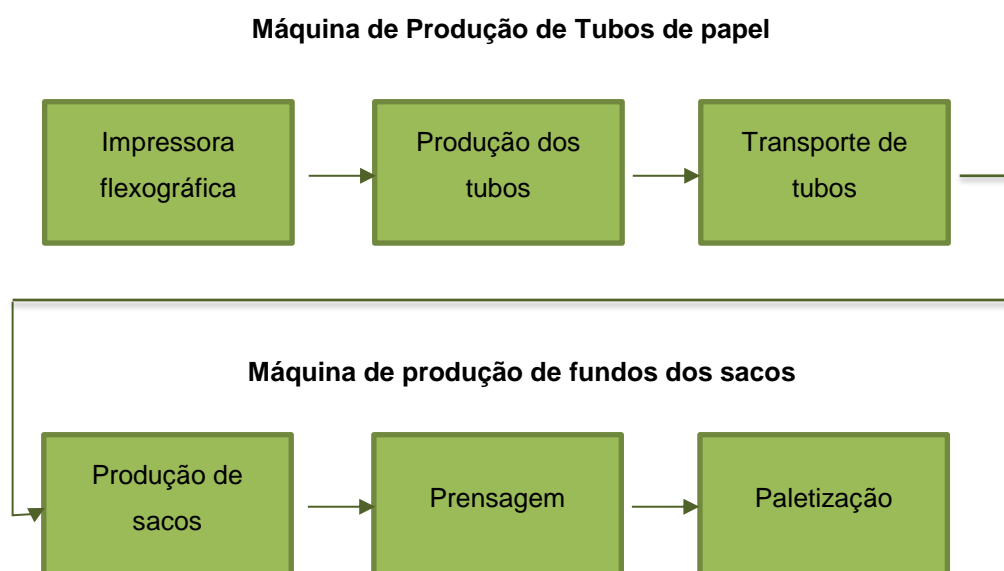 Máquina de Produção de Tubos de papel
Impressora
flexográfica
Produção dos
tubos
Transporte de
tubos
Máquina de produção de fundos dos sacos
Produção de
sacos
Prensagem
Paletização